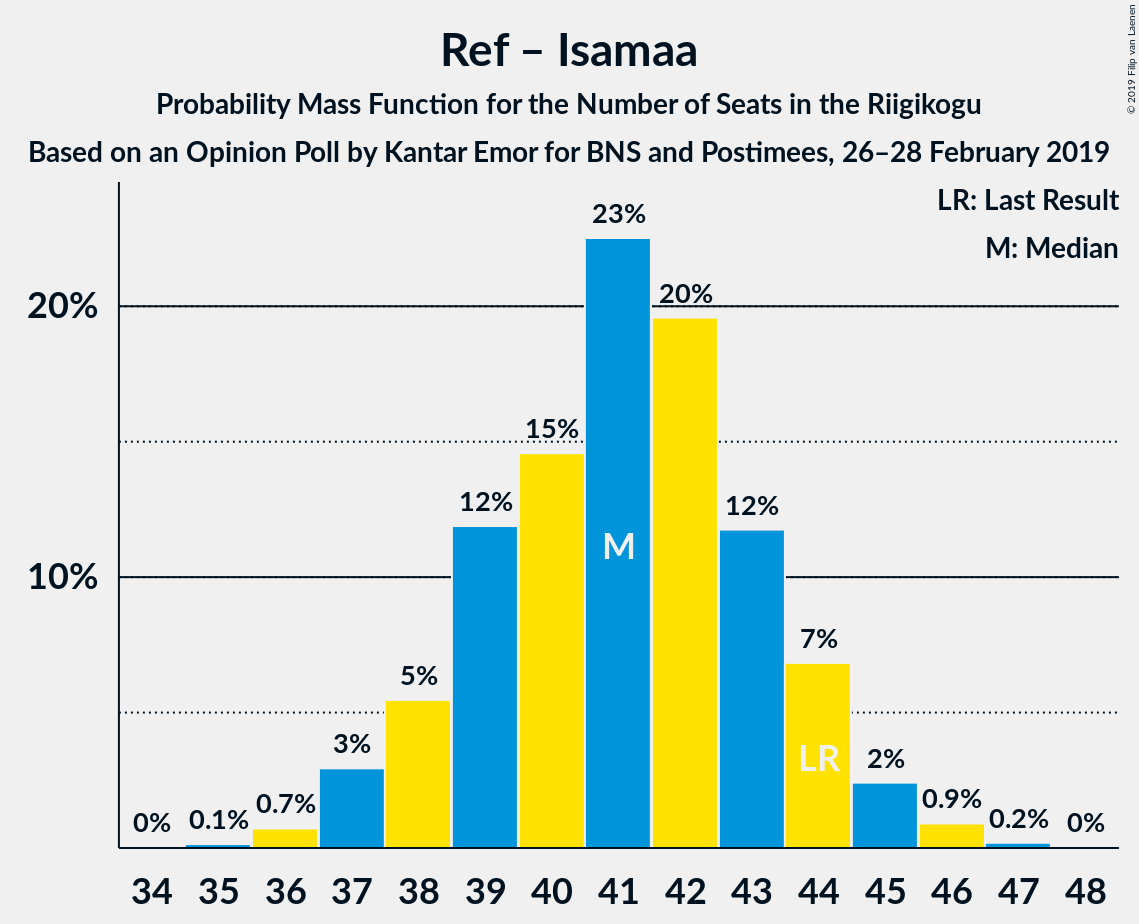 Ref – Isamaa
Probability Mass Function for the Number of Seats in the Riigikogu
Based on an Opinion Poll by Kantar Emor for BNS and Postimees, 26–28 February 2019
© 2019 Filip van Laenen
LR: Last Result
M: Median
20%
10%
0%
0.1%
0.7%
3%
5%
12%
15%
23%
20%
12%
7%
2%
0.9%
0.2%
0%
M
LR
34 35 36 37 38 39 40 41 42 43 44 45 46 47 48